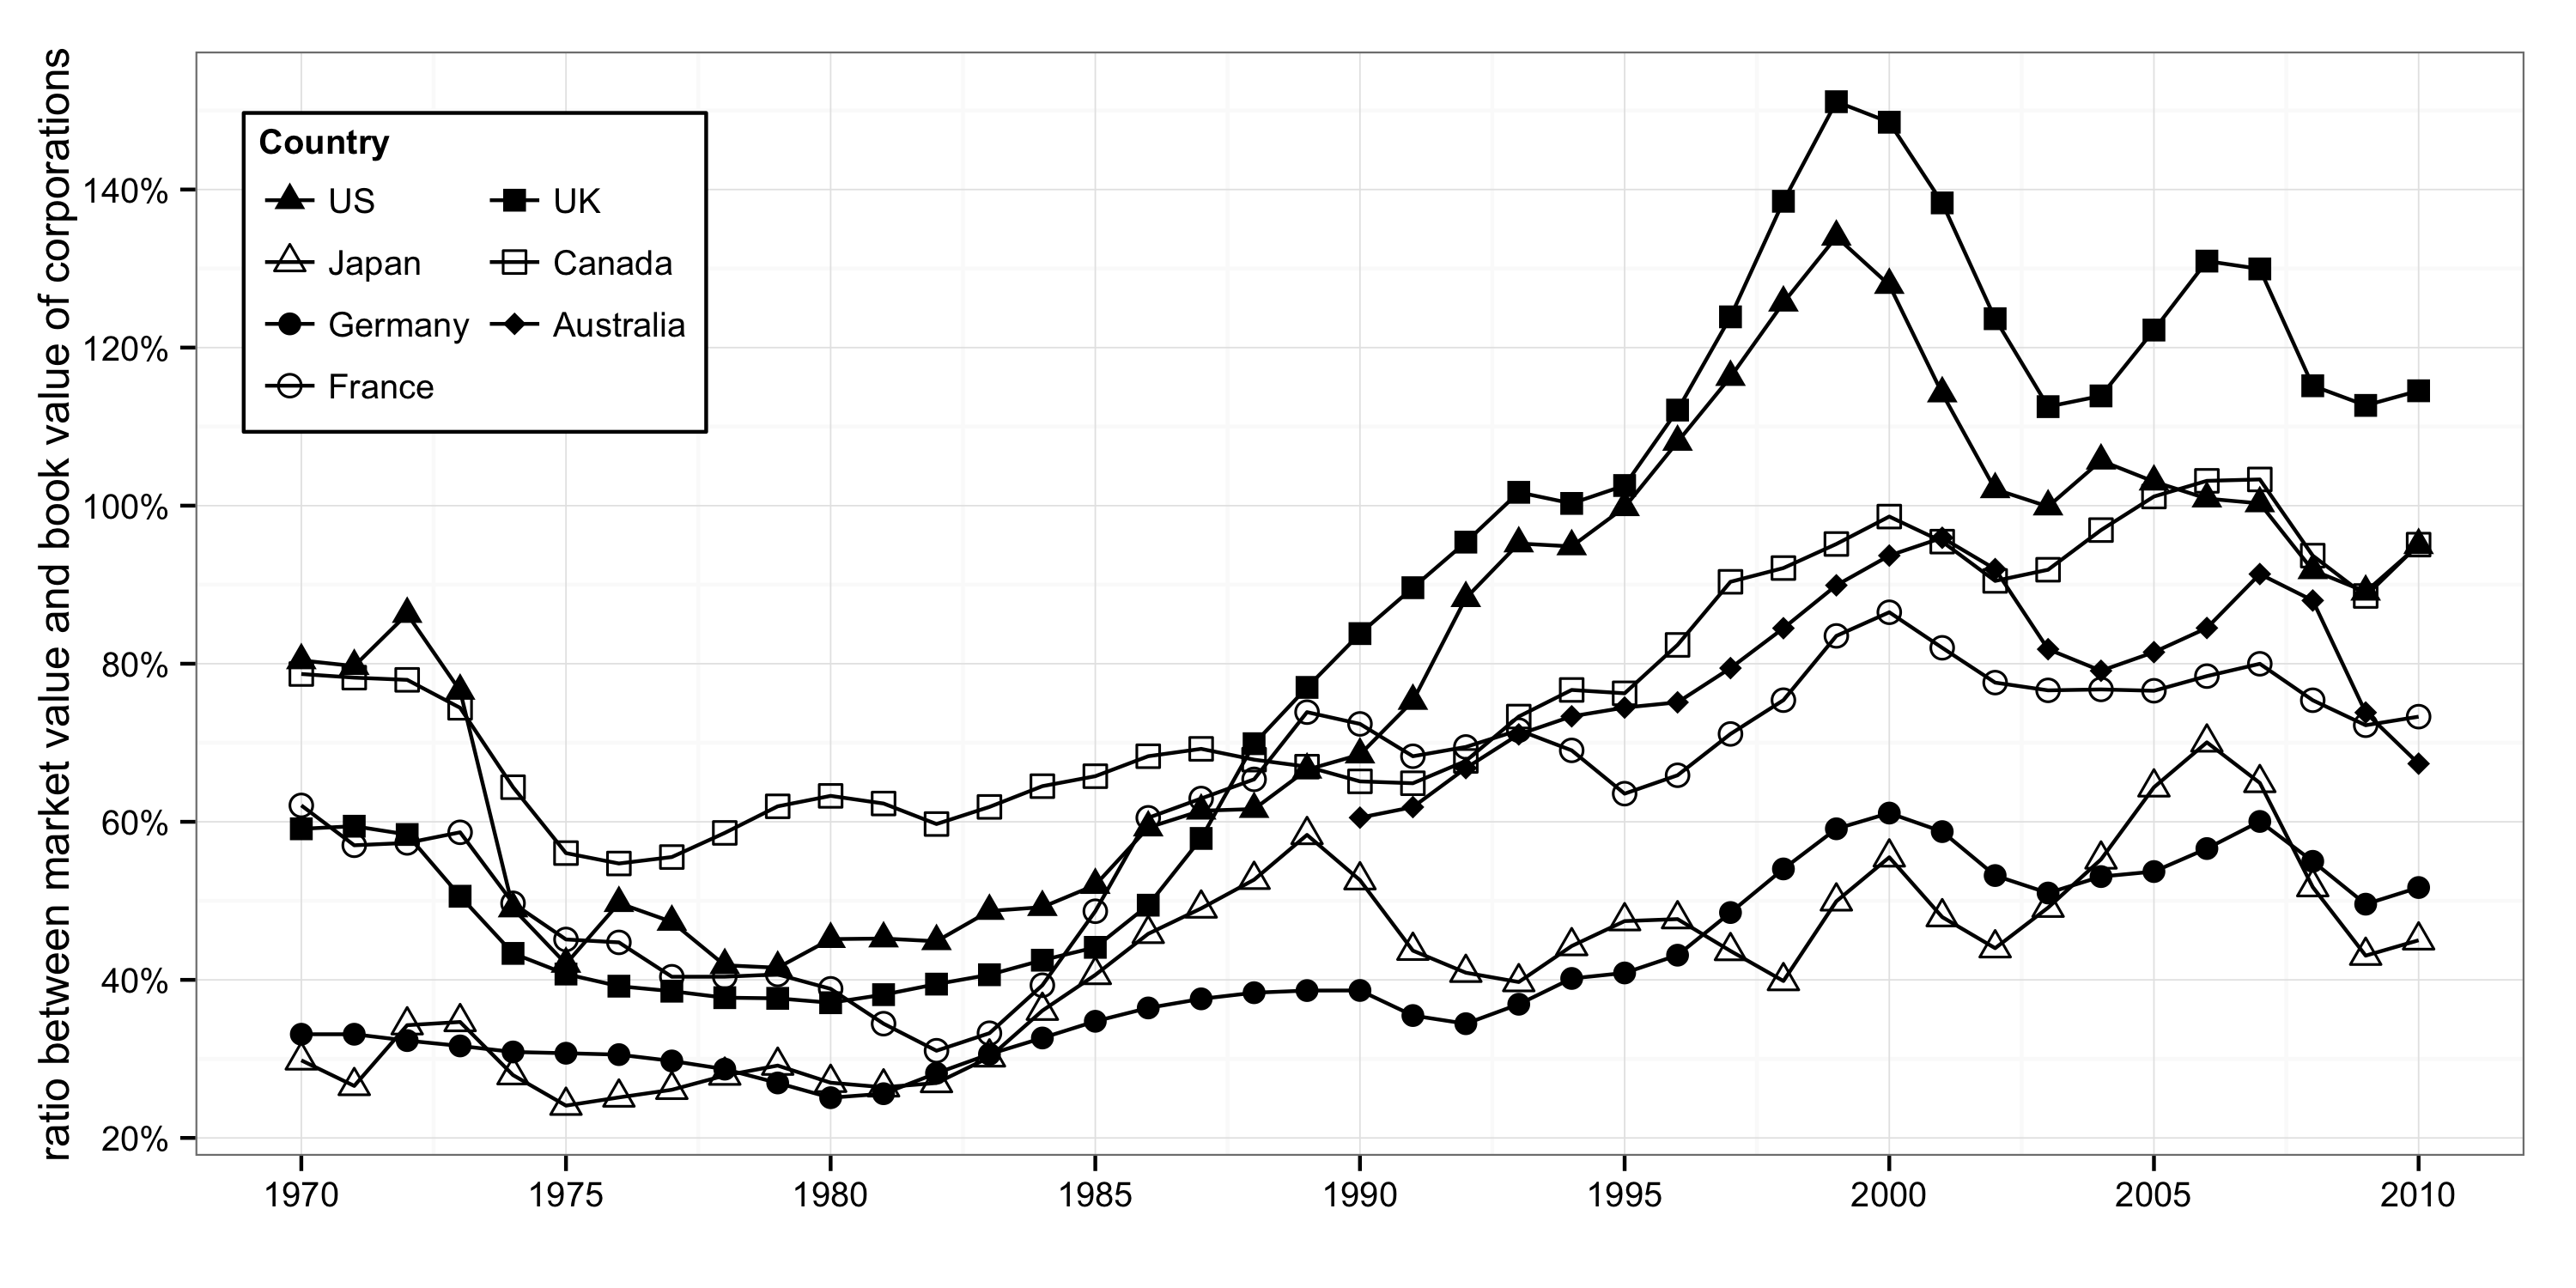 ratio between market value and book value of corporations
140%
120%
100%
80%
60%
40%
20%
Country
US
UK
Japan
Canada
Germany
Australia
France
1970
1975
1980
1985
1990
1995
2000
2005
2010